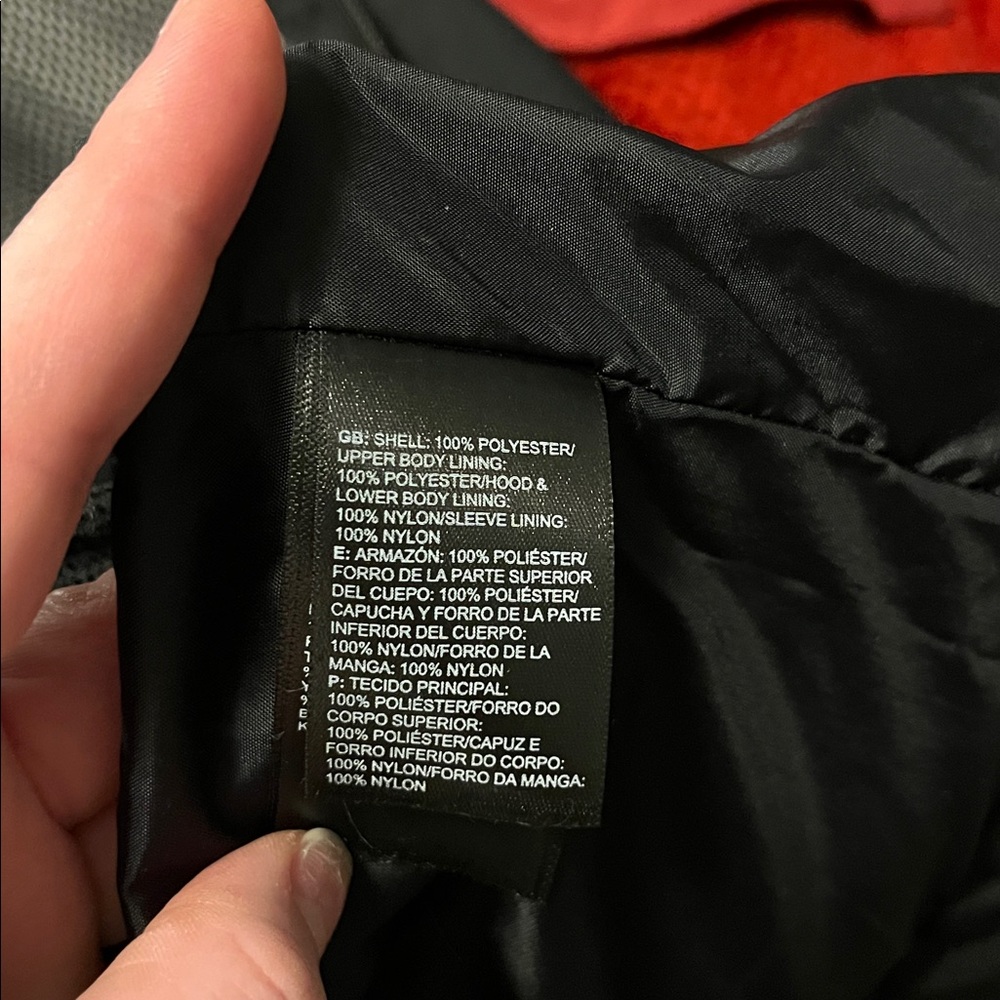 GB: SHELL: 100% POLYESTER/
UPPER BODY LINING:
100% POLYESTER/HOOD &
LOWER BODY LINING:
100% NYLON/SLEEVE LINING:
100% NYLON
E: ARMAZÓN: 100% POLIÉSTER/
FORRO DE LA PARTE SUPERIOR
DEL CUEPO: 100% POLIÉSTER/
CAPUCHA Y FORRO DE LA PARTE
INFERIOR DEL CUERPO:
100% NYLON/FORRO DE LA
MANGA: 100% NYLON
P: TECIDO PRINCIPAL:
100% POLIÉSTER/FORRO DO
CORPO SUPERIOR:
100% POLIÉSTER/CAPUZ E
FORRO INFERIOR DO CORPO:
100% NYLON/FORRO DA MANGA:
100% NYLON